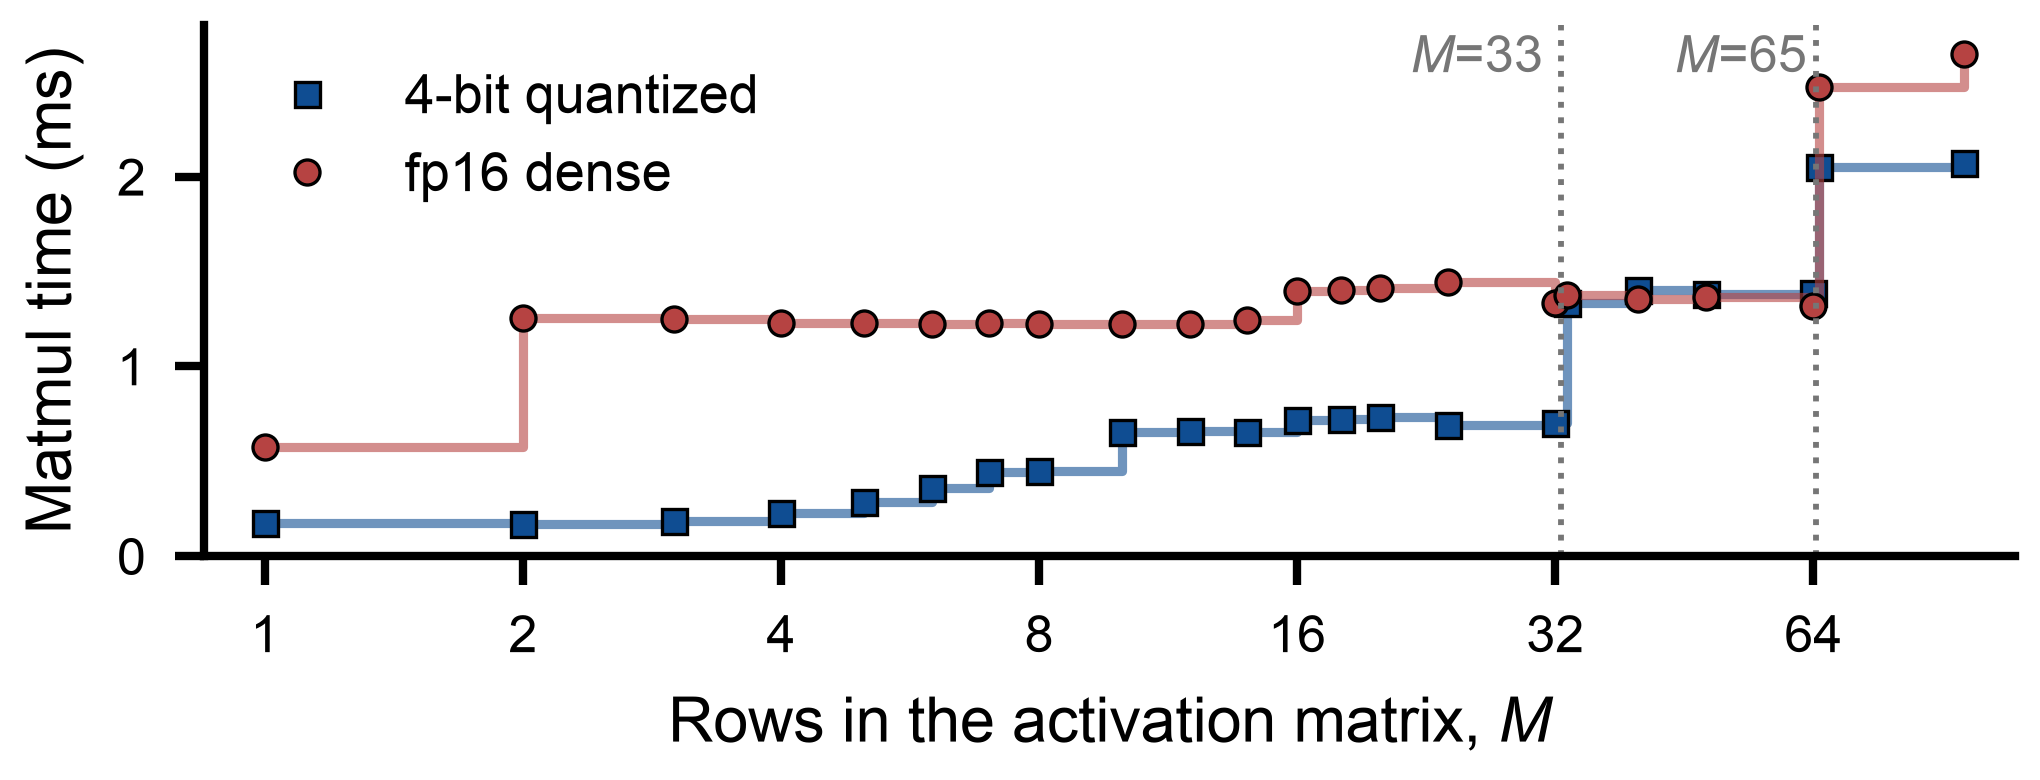 Matmul time (ms)
2
1
0
4-bit quantized
fp16 dense
M=33
M=65
1
2
4
8
16
32
64
Rows in the activation matrix, M